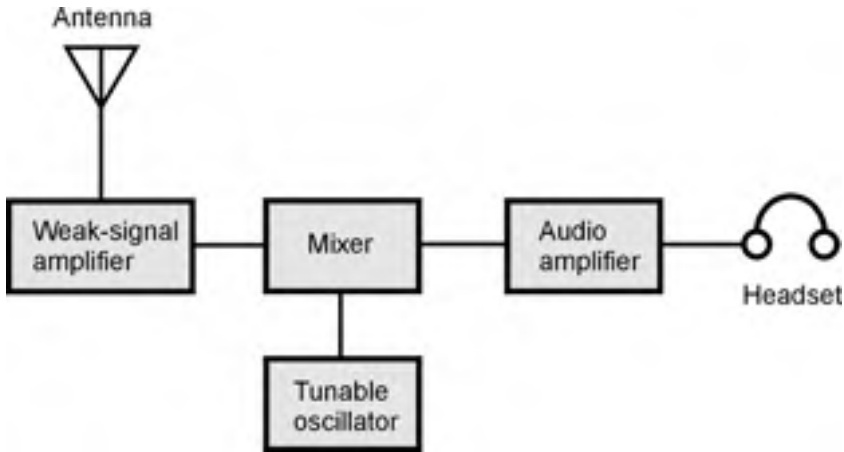 Antenna
Weak-signal
amplifier
Mixer
Audio
amplifier
Headset
Tunable
oscillator